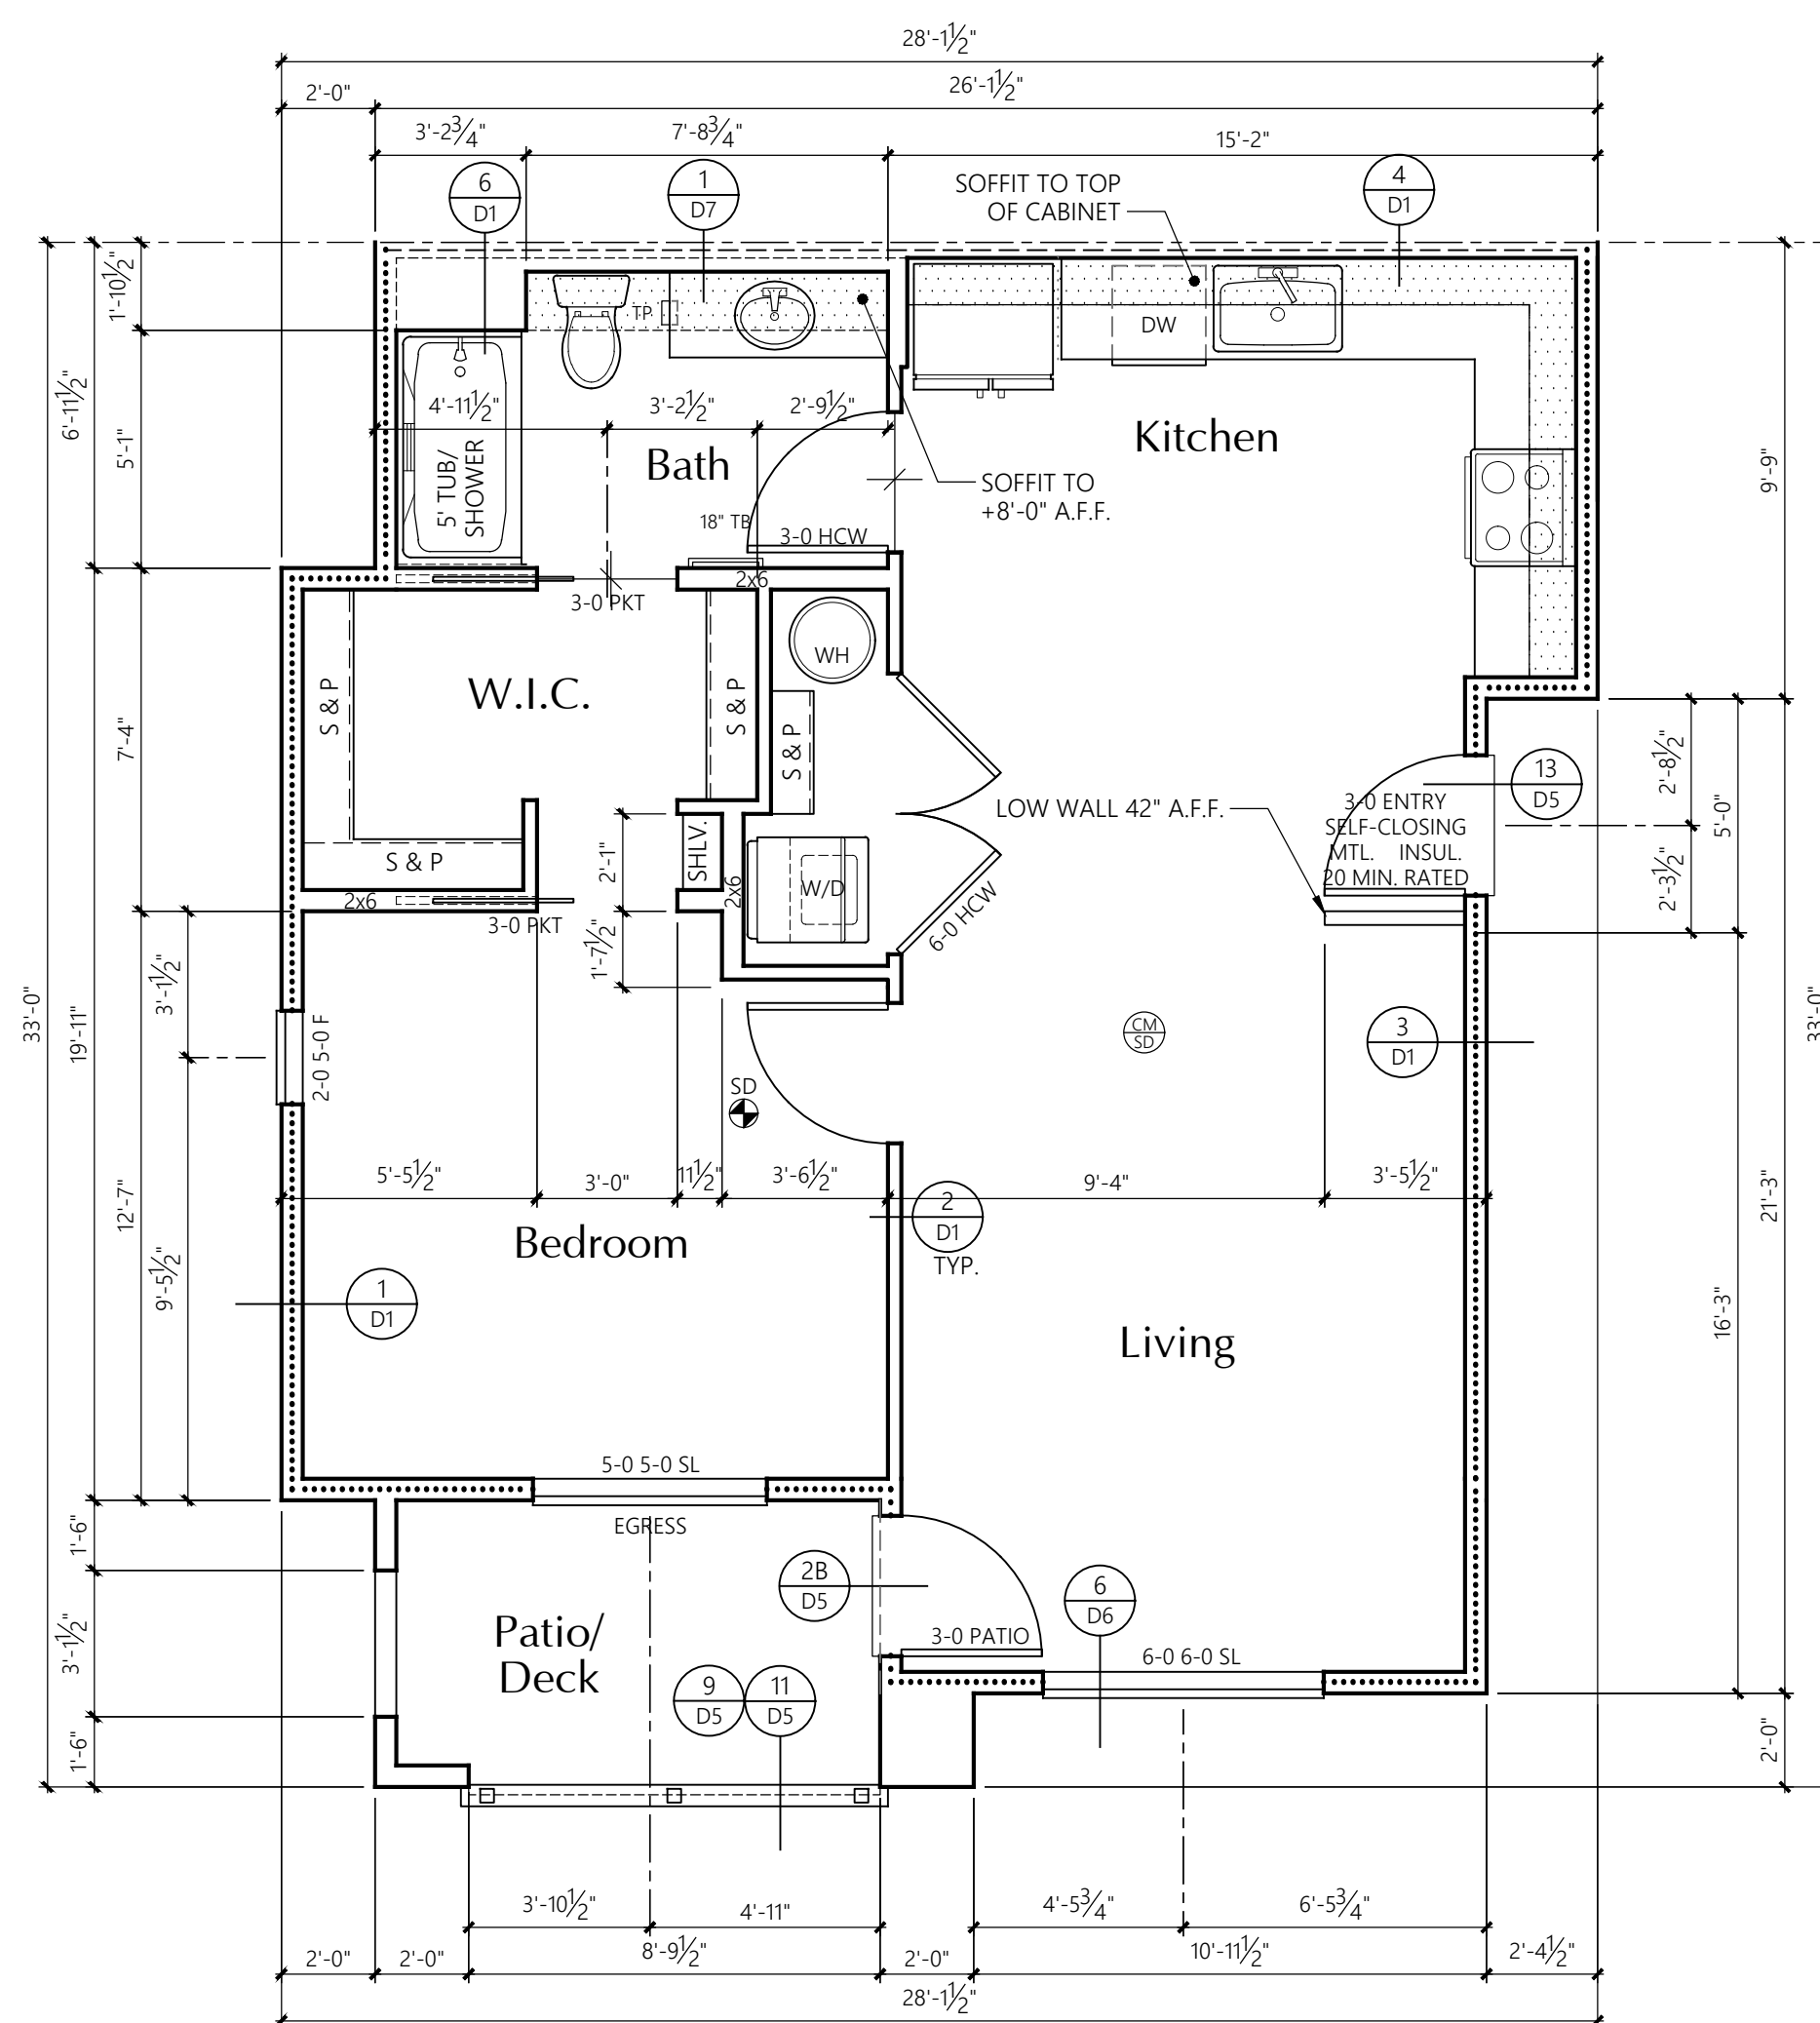 28'-1½"
2'-0"
26'-1½"
3'-2¾"
7'-8¾"
15'-2"
6
D1
1
D7
SOFFIT TO TOP
OF CABINET
4
D1
1'-10½"
6'-11½"
5'-1"
TP
DW
4'-11½"
3'-2½"
2'-9½"
5' TUB/
SHOWER
Bath
Kitchen
SOFFIT TO
+8'-0" A.F.F.
9'-9"
18" TB
3-0 HCW
2x6
3-0 PKT
WH
W.I.C.
S & P
S & P
S & P
S & P
7'-4"
2'-8½"
5'-0"
2'-3½"
13
D5
LOW WALL 42" A.F.F.
3-0 ENTRY
SELF-CLOSING
MTL. INSUL.
20 MIN. RATED
SHLV.
2'-1"
2x6
W/D
2x6
3-0 PKT
6-0 HCW
1'-7½"
3'-1½"
33'-0"
19'-11"
2-0 5-0 F
CM
SD
3
D1
33'-0"
SD
5'-5½"
3'-0"
11½"
3'-6½"
9'-4"
3'-5½"
12'-7"
21'-3"
2
D1
TYP.
Bedroom
9'-5½"
1
D1
Living
16'-3"
5-0 5-0 SL
EGRESS
1'-6"
2B
D5
6
D6
Patio/
Deck
3-0 PATIO
6-0 6-0 SL
3'-1½"
9
D5
11
D5
1'-6"
2'-0"
3'-10½"
4'-11"
4'-5¾"
6'-5¾"
2'-0"
2'-0"
8'-9½"
2'-0"
10'-11½"
2'-4½"
28'-1½"